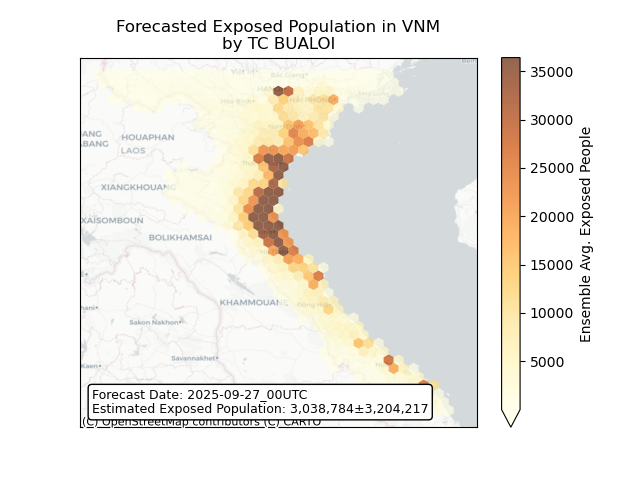 Forecasted Exposed Population in VNM
by TC BUALOI
HOUAPHAN
LAOS
XIANGKHOUANG
XAISOMBOUN
BOLIKHAMSAI
KHAMMOUANE
Sakon Nakhon
Savannakhet
Forecast Date: 2025-09-27_00UTC
Estimated Exposed Population: 3,038,784±3,204,217
(C) OpenStreetMap contributors (C) CARTO
35000
30000
25000
20000
15000
10000
5000
Ensemble Avg. Exposed People